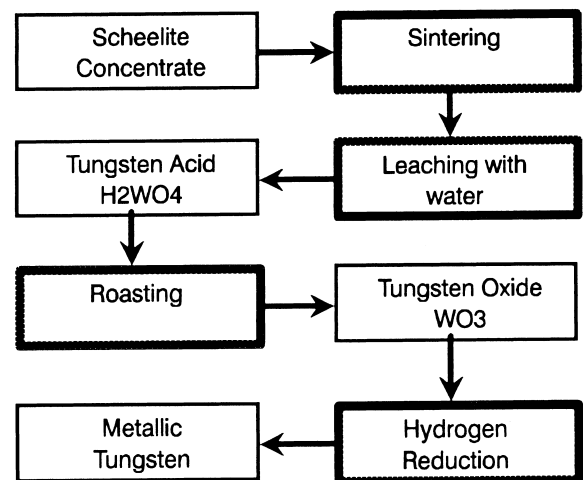 Scheelite
Concentrate
Sintering
Leaching with
water
Tungsten Acid
H2WO4
Roasting
Tungsten Oxide
WO3
Hydrogen
Reduction
Metallic
Tungsten